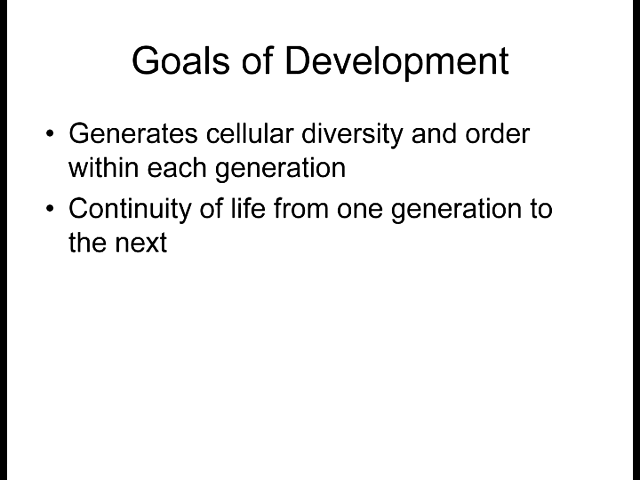 Goals of Development
• Generates cellular diversity and order
within each generation
• Continuity of life from one generation to
the next